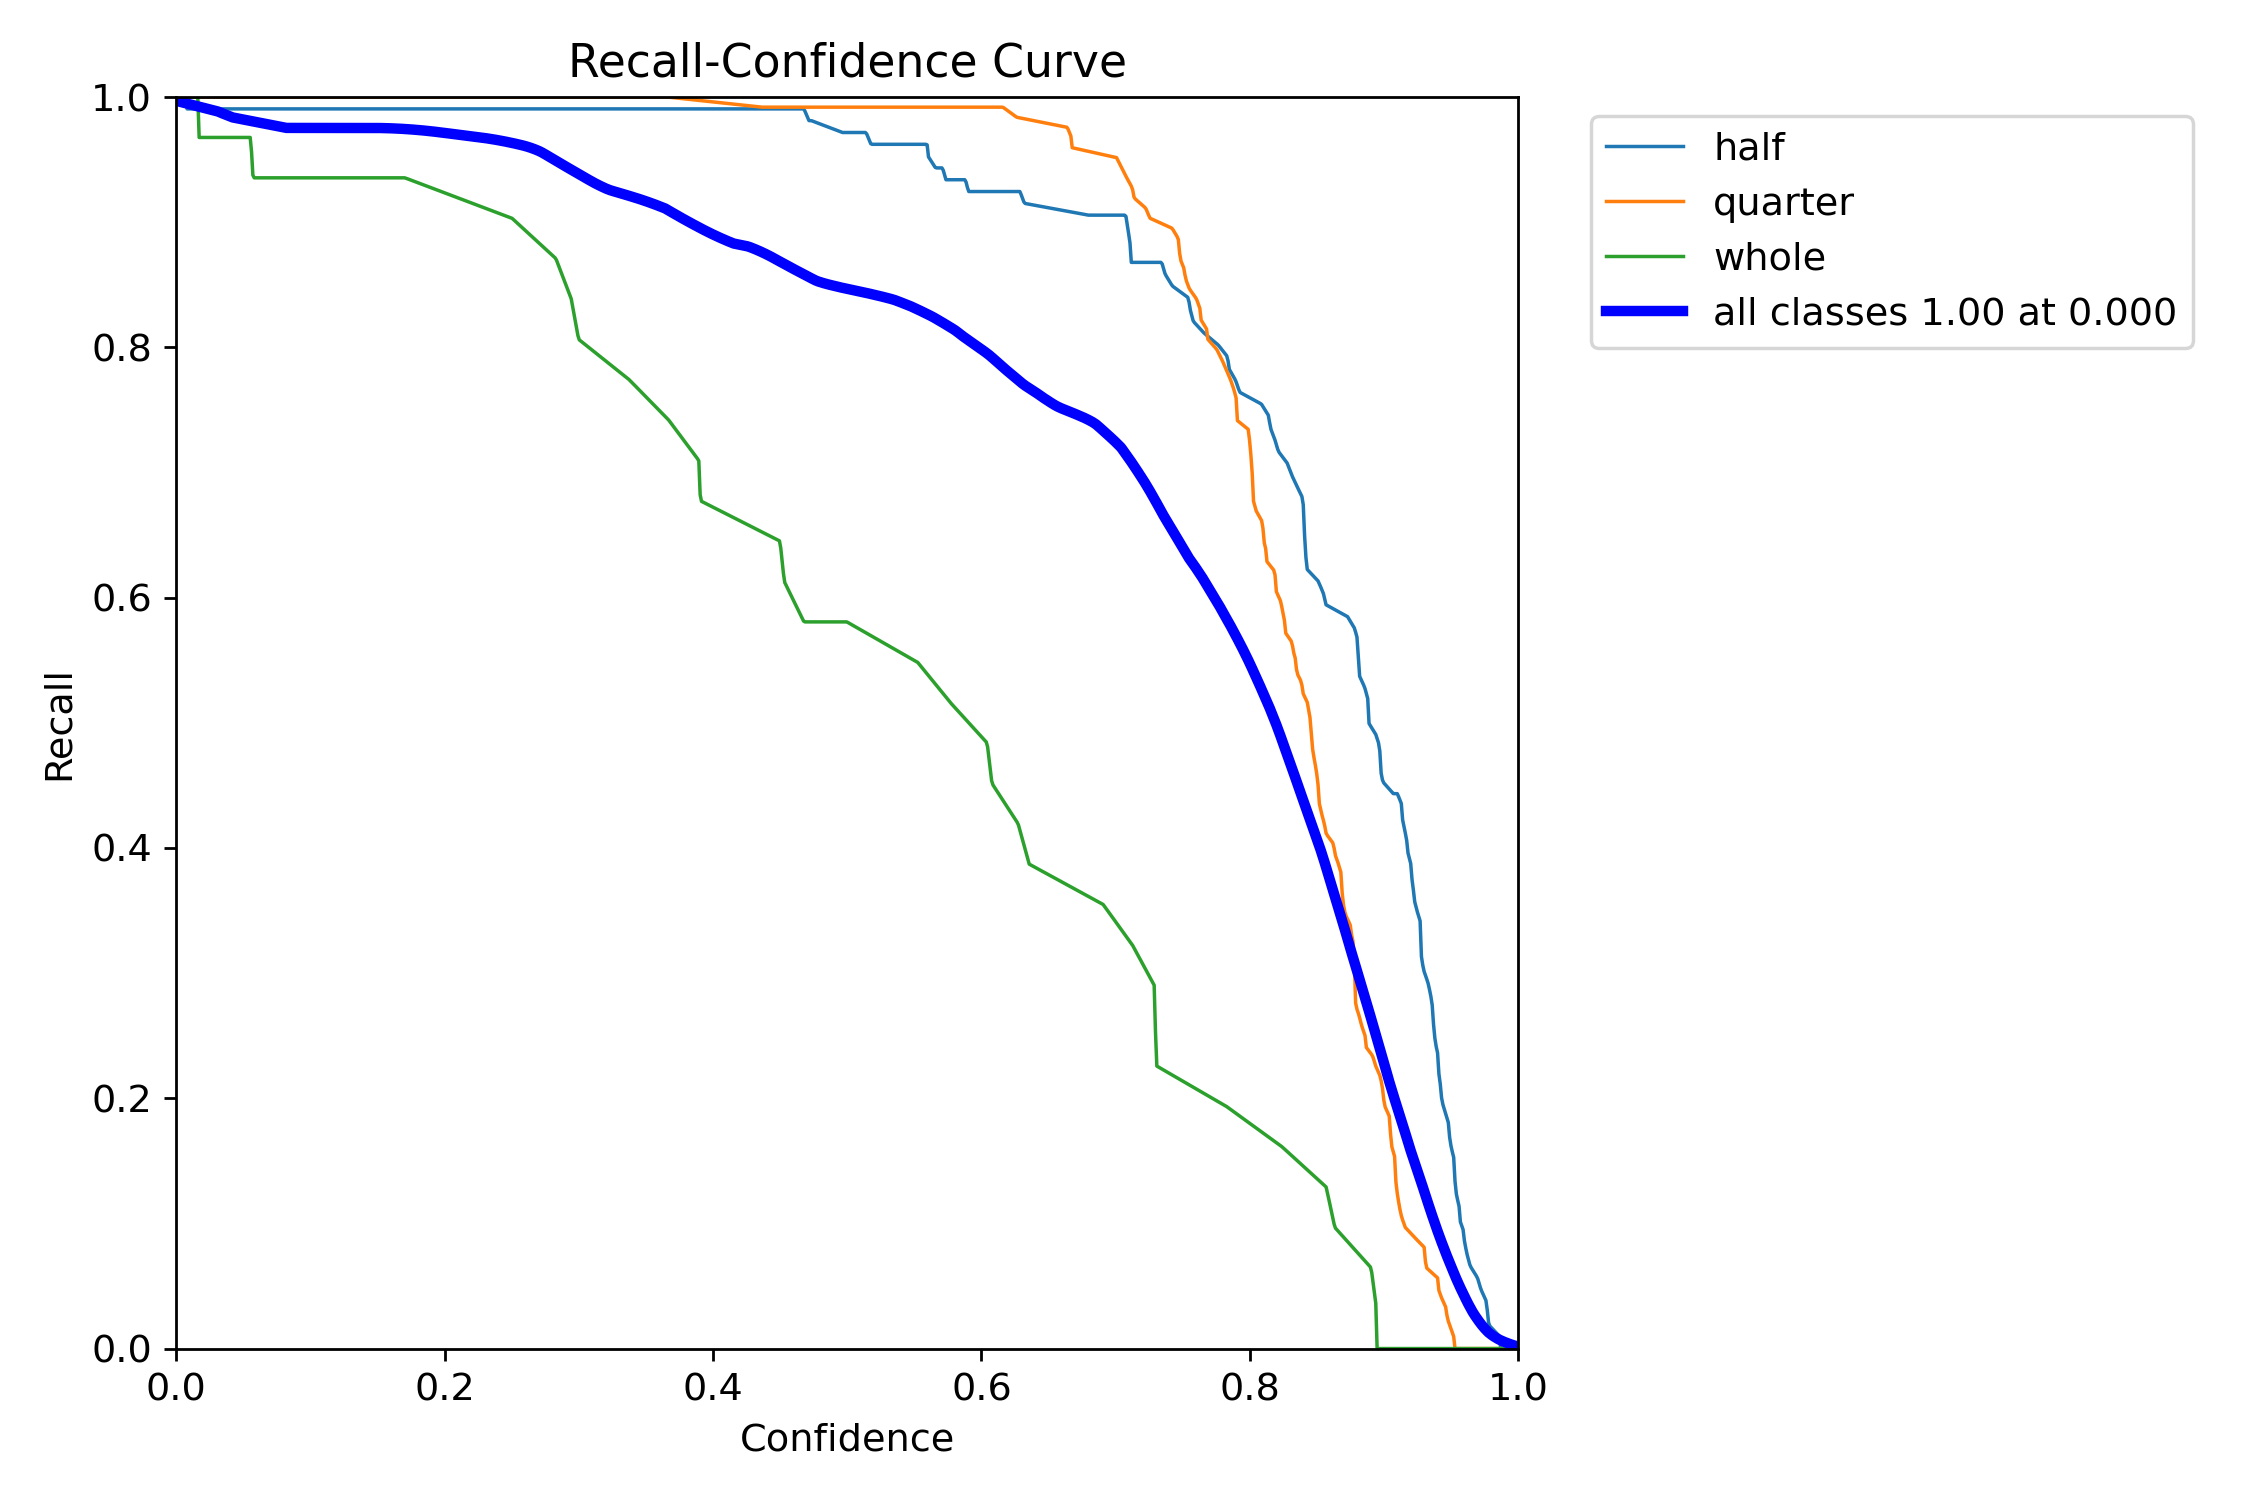 Recall-Confidence Curve
1.0
0.8
0.6
0.4
0.2
0.0
Recall
0.0 0.2 0.4 0.6 0.8 1.0
Confidence
half
quarter
whole
all classes 1.00 at 0.000